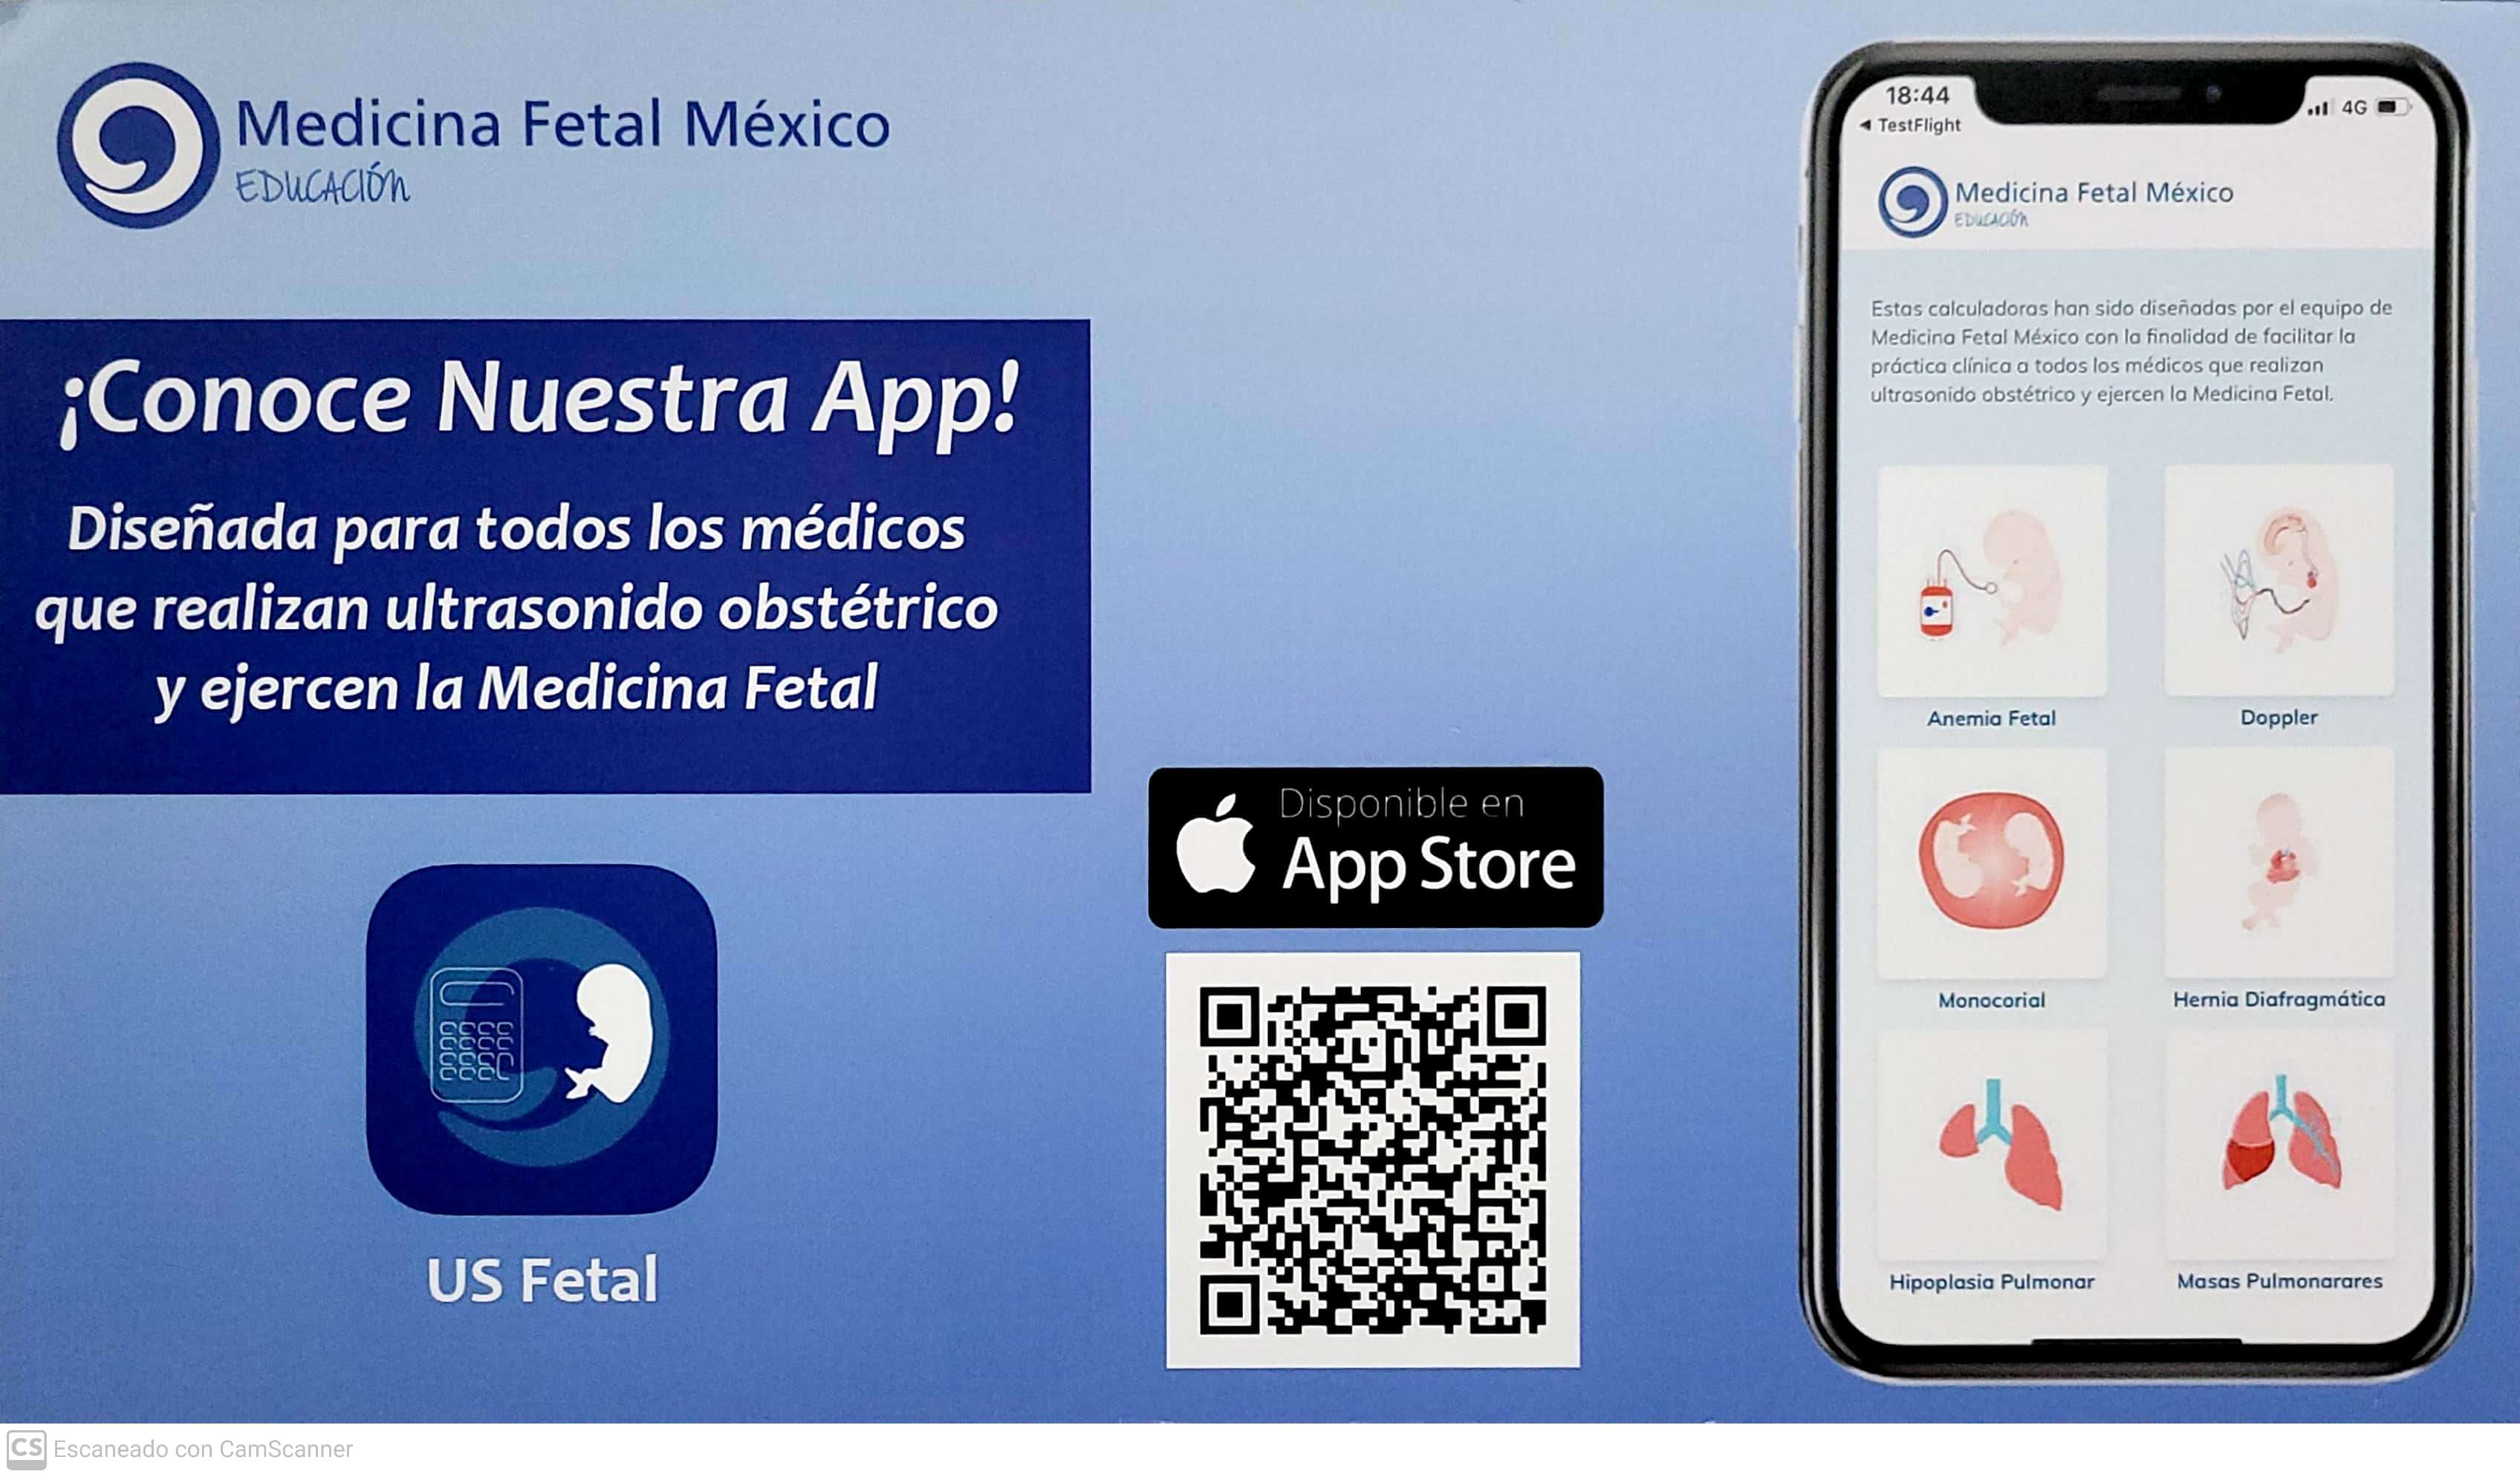 Medicina Fetal México
EDUCACIÓN
¡Conoce Nuestra App!
Diseñada para todos los médicos
que realizan ultrasonido obstétrico
y ejercen la Medicina Fetal
US Fetal
Disponible en
App Store
18:44
4G
◄ TestFlight
Medicina Fetal México
EDUCACIÓN
Estas calculadoras han sido diseñadas por el equipo de
Medicina Fetal México con la finalidad de facilitar la
práctica clínica a todos los médicos que realizan
ultrasonido obstétrico y ejercen la Medicina Fetal.
Anemia Fetal
Doppler
Monocorial
Hernia Diafragmática
Hipoplasia Pulmonar
Masas Pulmonarares
CS Escaneado con CamScanner